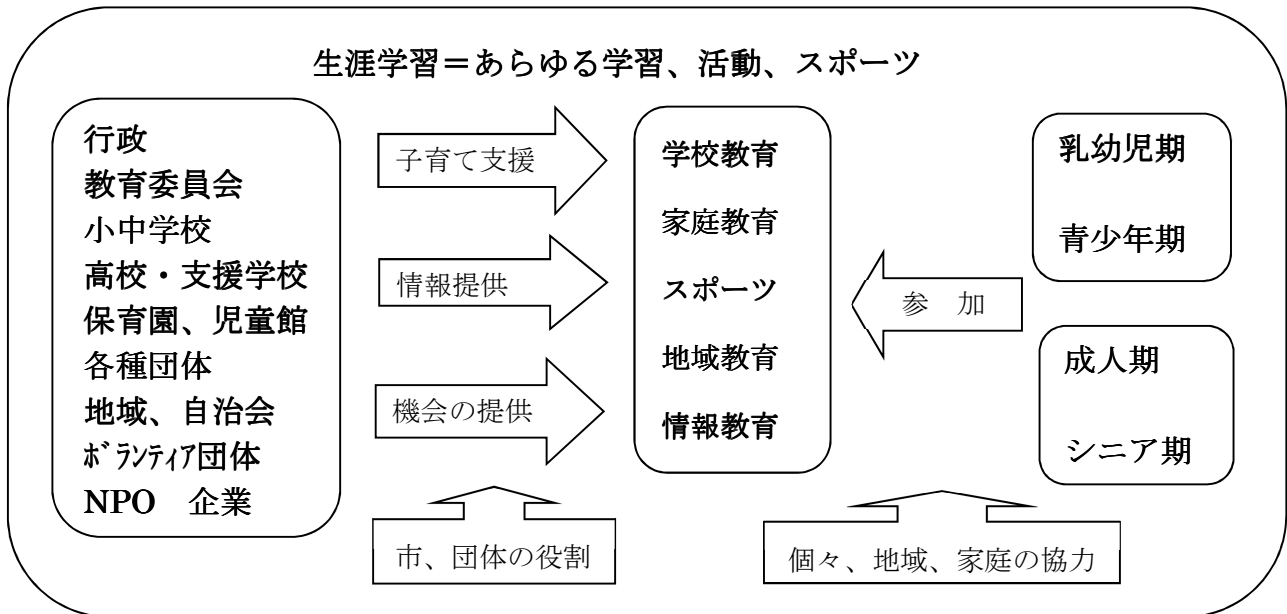 生涯学習＝あらゆる学習、活動、スポーツ
行政
教育委員会
小中学校
高校・支援学校
保育園、児童館
各種団体
地域、自治会
ﾎﾞﾗﾝﾃｨｱ団体
NPO　企業
子育て支援
情報提供
機会の提供
市、団体の役割
学校教育
家庭教育
スポーツ
地域教育
情報教育
参　加
個々、地域、家庭の協力
乳幼児期
青少年期
成人期
シニア期